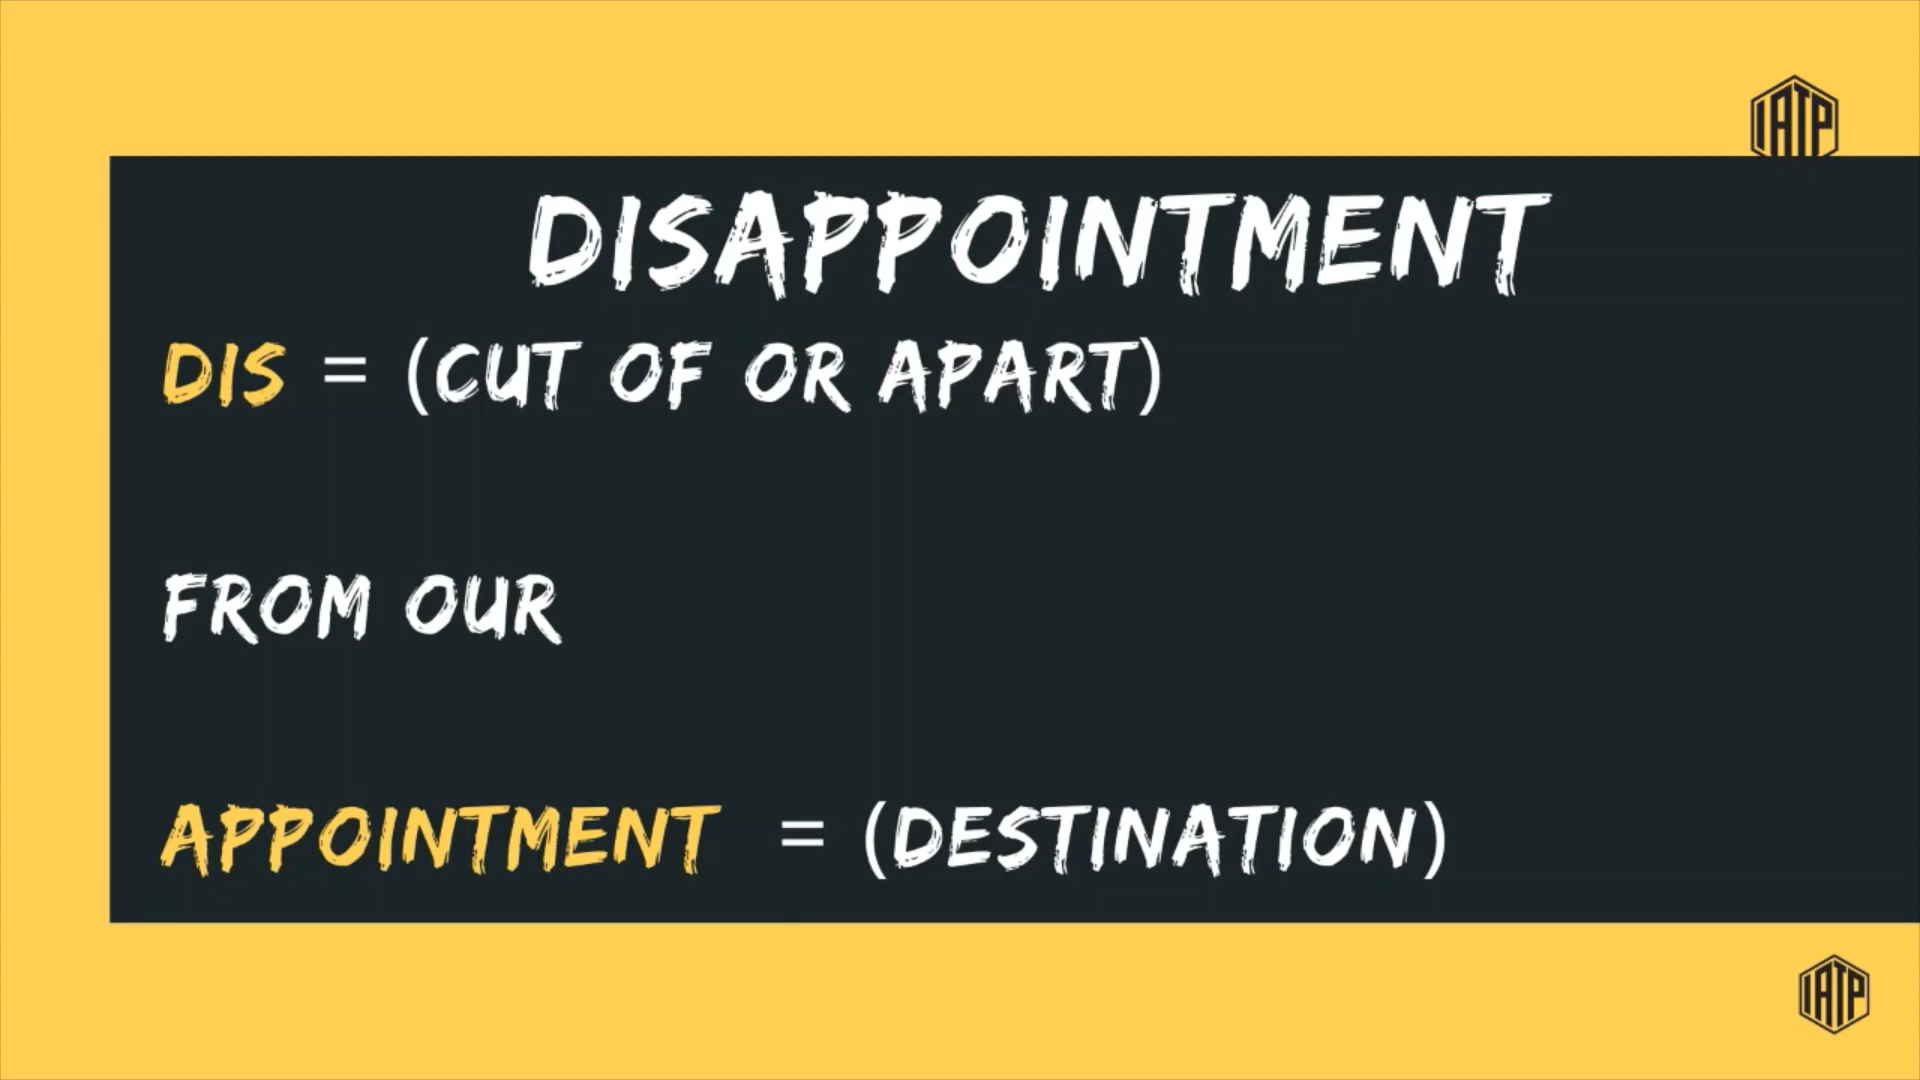 IATP
DISAPPOINTMENT
DIS = (CUT OF OR APART)
FROM OUR
APPOINTMENT = (DESTINATION)
IATP